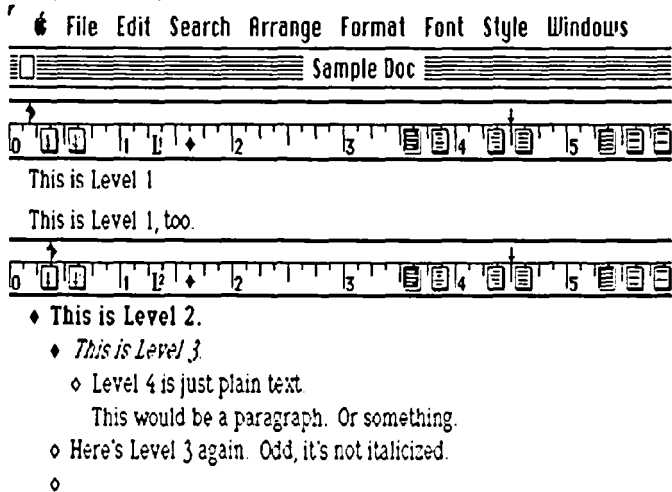 File Edit Search Arrange Format Font Style Windows
Sample Doc
0 1 L¹ 2 3 4 5
This is Level 1
This is Level 1, too.
0 1 L² 2 3 4 5
♦ This is Level 2.
♦ This is Level 3.
◇ Level 4 is just plain text.
This would be a paragraph. Or something.
◇ Here's Level 3 again. Odd, it's not italicized.
◇